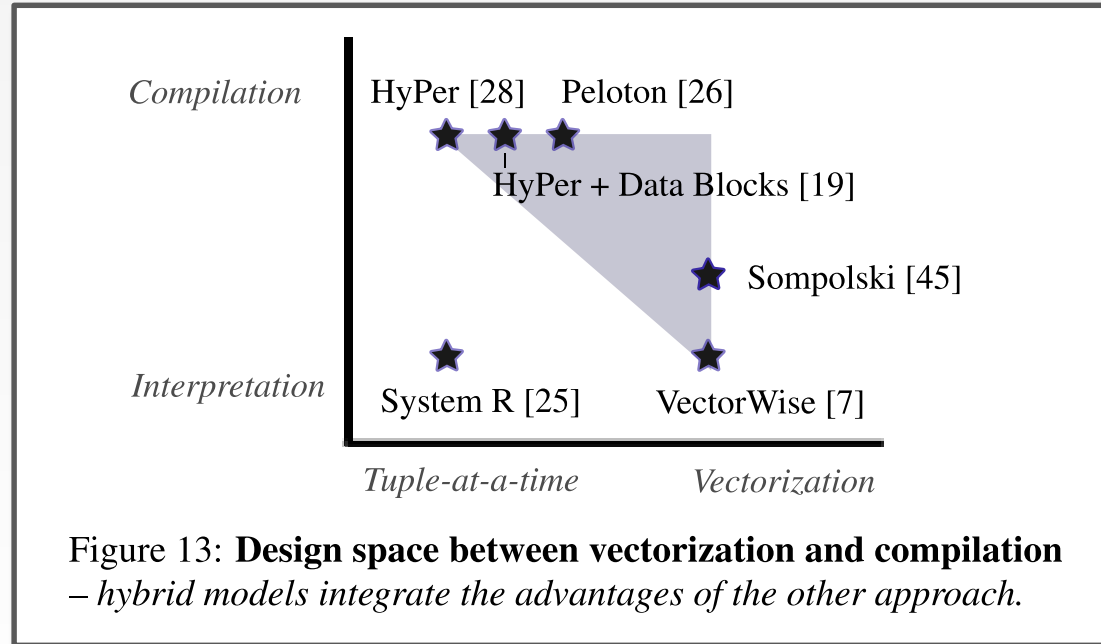 Compilation
HyPer [28]
Peloton [26]
HyPer + Data Blocks [19]
Sompolski [45]
Interpretation
System R [25]
VectorWise [7]
Tuple-at-a-time
Vectorization
Figure 13: Design space between vectorization and compilation
– hybrid models integrate the advantages of the other approach.